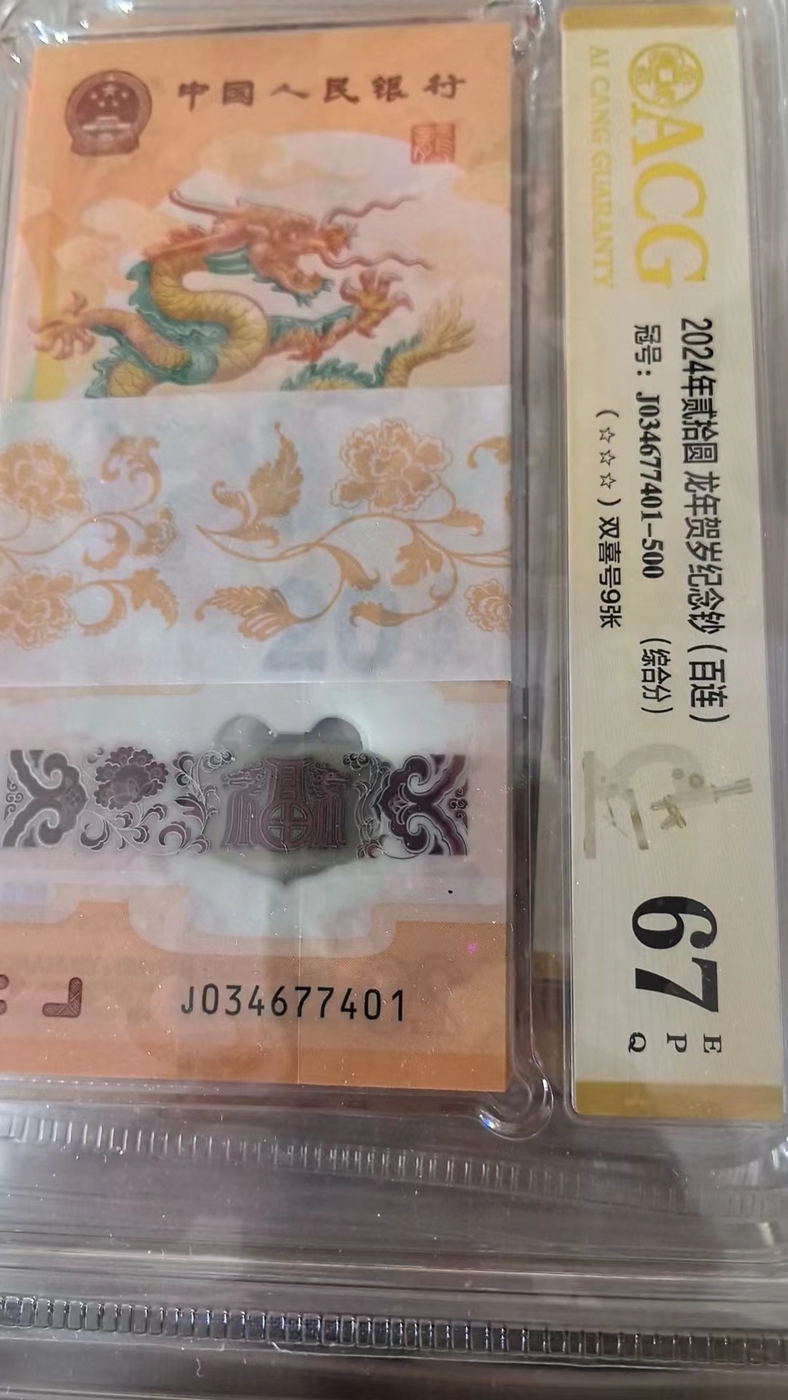 中国人民银行
20
J034677401
ACG
AI CANG GUARANTY
2024年贰拾圆 龙年贺岁纪念钞（百连）
冠号：J034677401-500 （综合分）
（☆☆☆）双喜号9张
67
E
P
Q